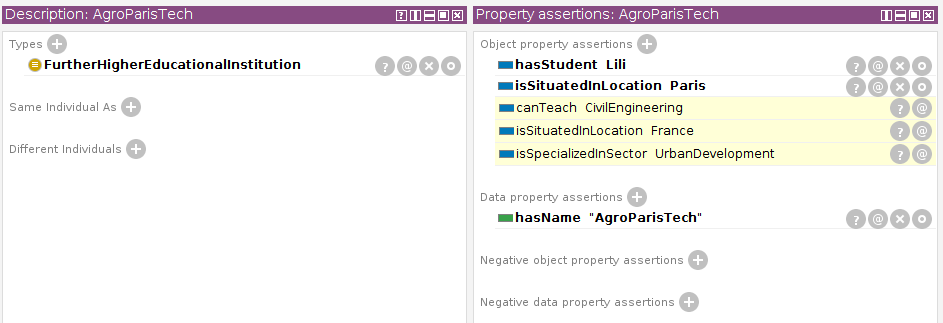 Description: AgroParisTech
Types
FurtherHigherEducationalInstitution
Same Individual As
Different Individuals
Property assertions: AgroParisTech
Object property assertions
hasStudent Lili
isSituatedInLocation Paris
canTeach CivilEngineering
isSituatedInLocation France
isSpecializedInSector UrbanDevelopment
Data property assertions
hasName "AgroParisTech"
Negative object property assertions
Negative data property assertions